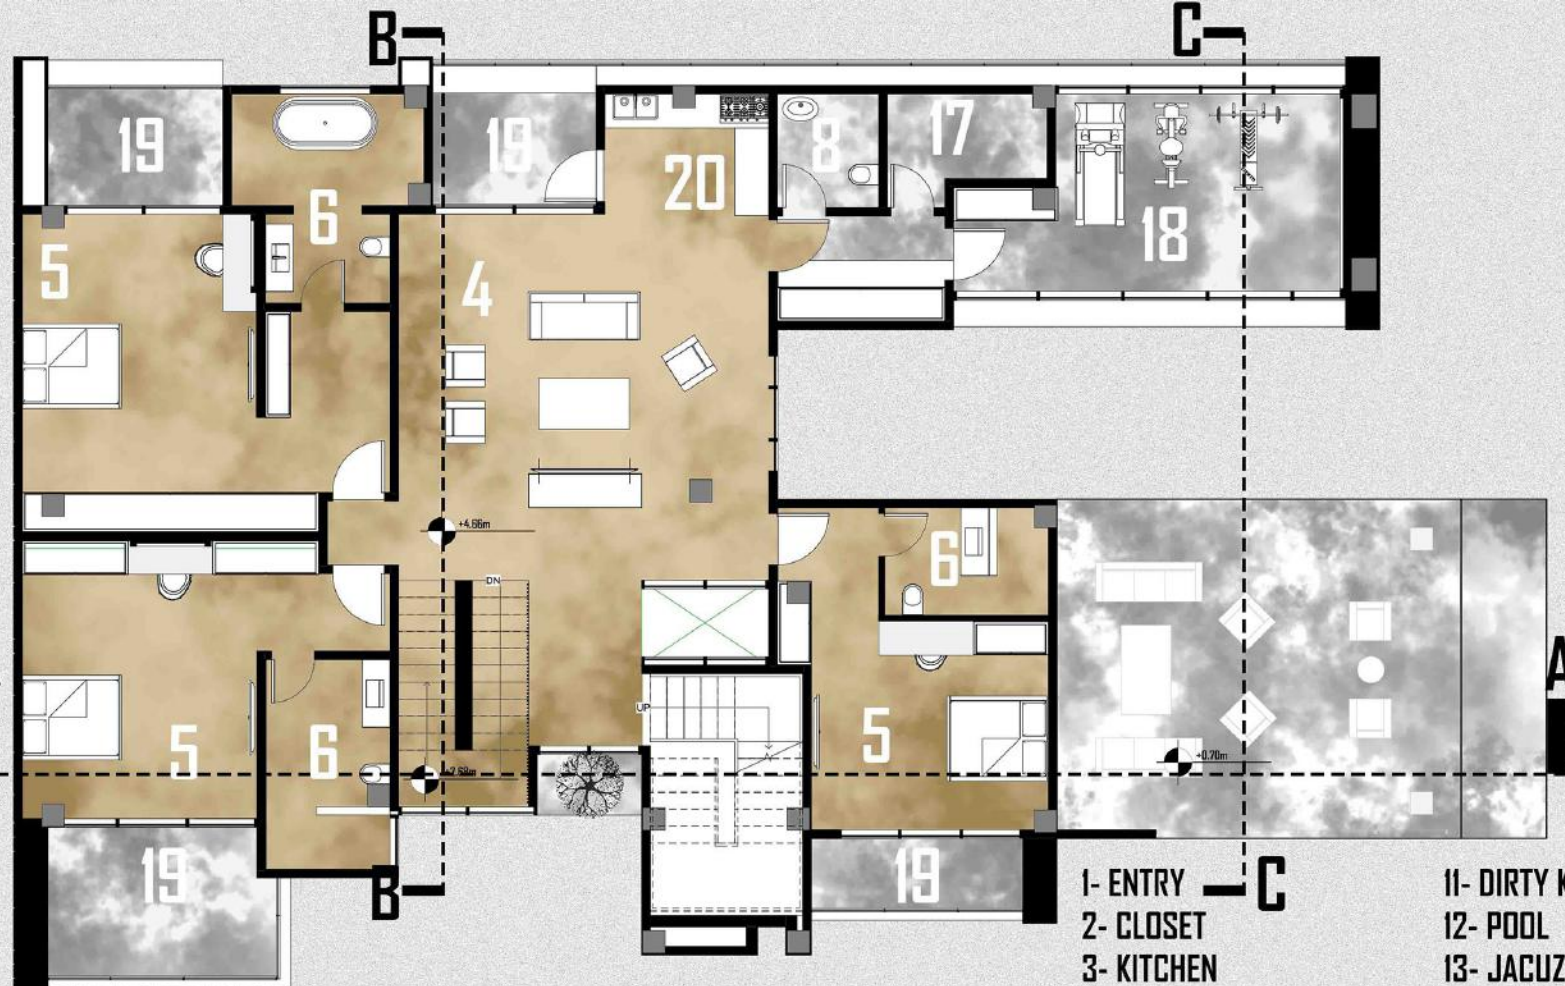 B
C
19
19
8
17
20
6
5
18
4
+4.66m
6
DN
UP
5
5
6
+2.68m
+0.70m
A
19
19
B
C
1- ENTRY
2- CLOSET
3- KITCHEN
11- DIRTY K
12- POOL
13- JACUZ